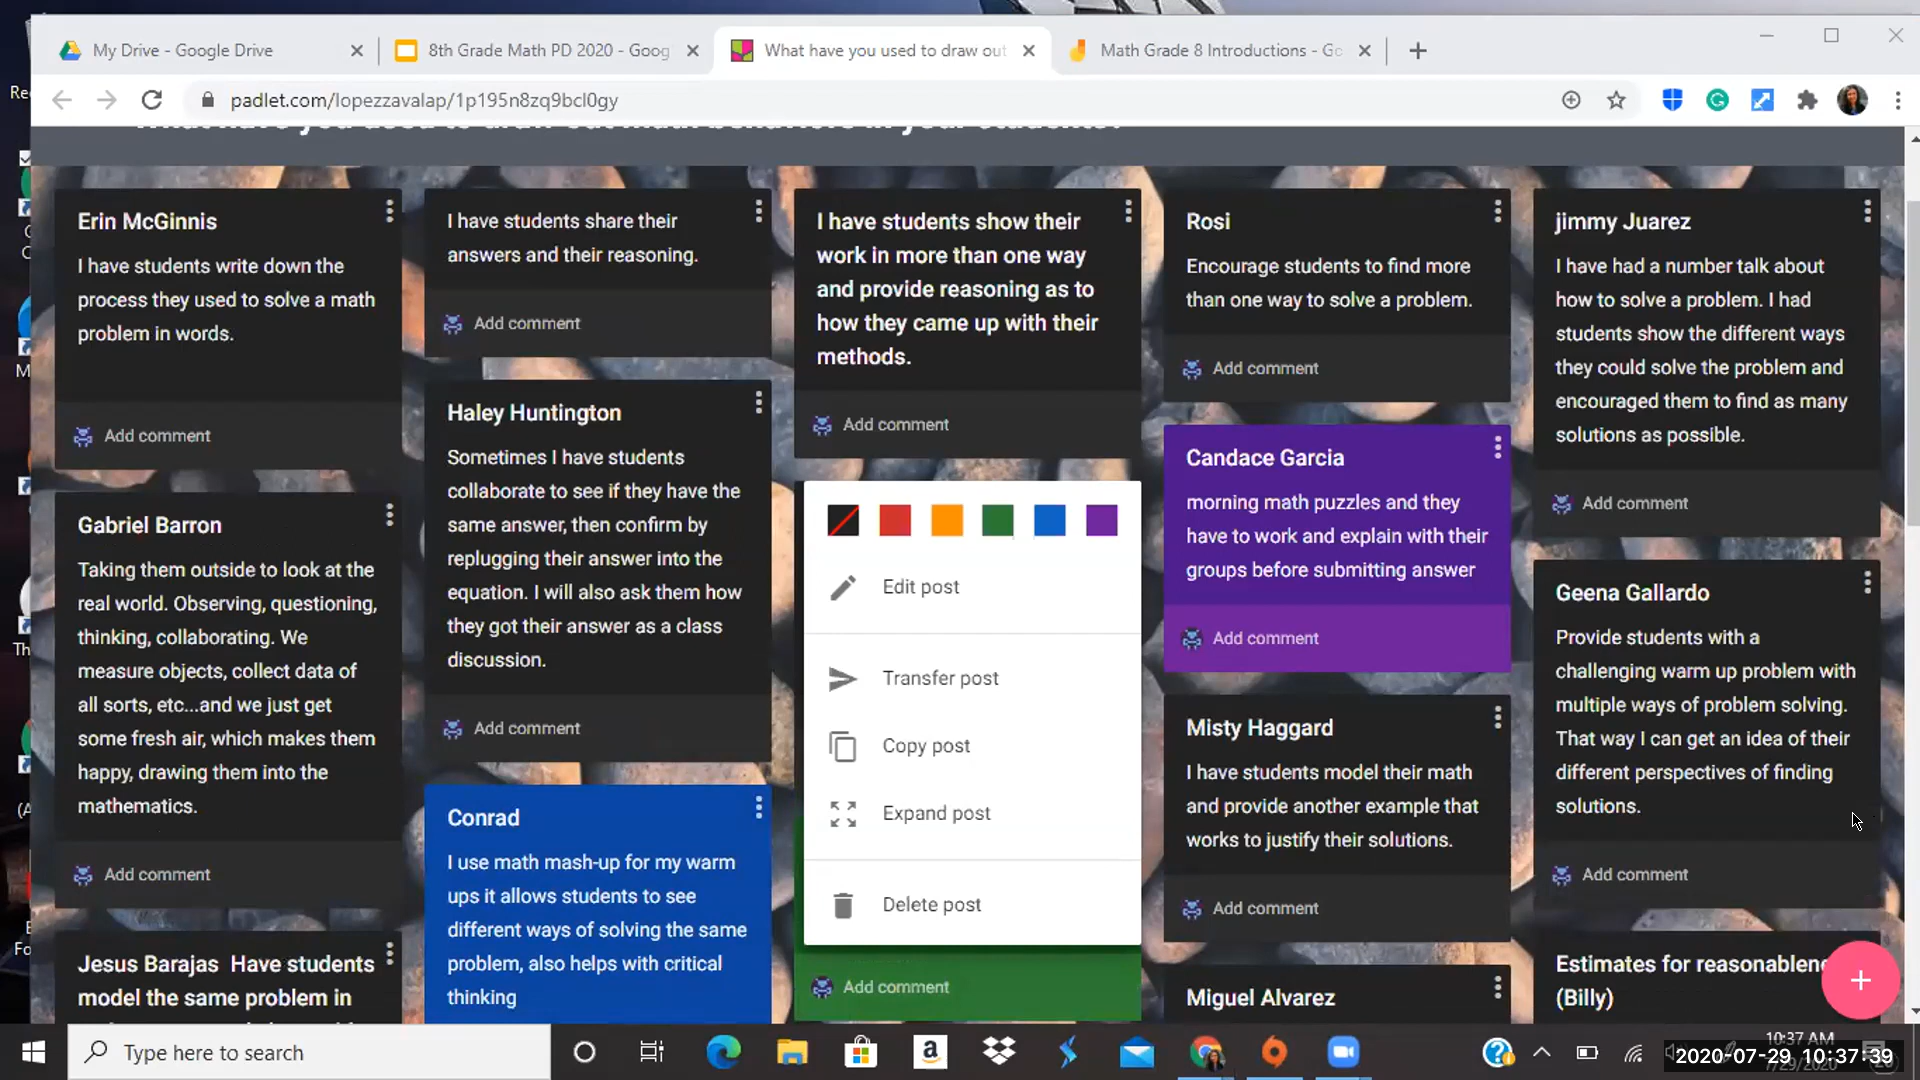 My Drive - Google Drive
8th Grade Math PD 2020 - Goog
What have you used to draw out
Math Grade 8 Introductions - Go
padlet.com/lopezzavalap/1p195n8zq9bcl0gy
What have you used to draw out math behaviors in your students?
Erin McGinnis
I have students write down the
process they used to solve a math
problem in words.
Add comment
Gabriel Barron
Taking them outside to look at the
real world. Observing, questioning,
thinking, collaborating. We
measure objects, collect data of
all sorts, etc...and we just get
some fresh air, which makes them
happy, drawing them into the
mathematics.
Add comment
Jesus Barajas  Have students
model the same problem in
I have students share their
answers and their reasoning.
Add comment
Haley Huntington
Sometimes I have students
collaborate to see if they have the
same answer, then confirm by
replugging their answer into the
equation. I will also ask them how
they got their answer as a class
discussion.
Add comment
Conrad
I use math mash-up for my warm
ups it allows students to see
different ways of solving the same
problem, also helps with critical
thinking
I have students show their
work in more than one way
and provide reasoning as to
how they came up with their
methods.
Add comment
Edit post
Transfer post
Copy post
Expand post
Delete post
Add comment
Rosi
Encourage students to find more
than one way to solve a problem.
Add comment
Candace Garcia
morning math puzzles and they
have to work and explain with their
groups before submitting answer
Add comment
Misty Haggard
I have students model their math
and provide another example that
works to justify their solutions.
Add comment
Miguel Alvarez
jimmy Juarez
I have had a number talk about
how to solve a problem. I had
students show the different ways
they could solve the problem and
encouraged them to find as many
solutions as possible.
Add comment
Geena Gallardo
Provide students with a
challenging warm up problem with
multiple ways of problem solving.
That way I can get an idea of their
different perspectives of finding
solutions.
Add comment
Estimates for reasonablene
(Billy)
Type here to search
10:37 AM
2020-07-29 10:37:39